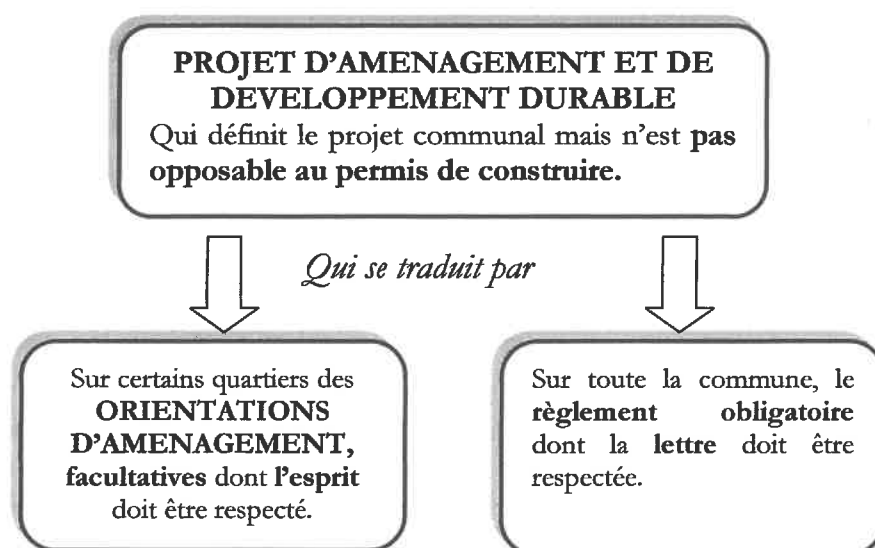 PROJET D'AMENAGEMENT ET DE
DEVELOPPEMENT DURABLE
Qui définit le projet communal mais n'est pas
opposable au permis de construire.
Qui se traduit par
Sur certains quartiers des
ORIENTATIONS
D'AMENAGEMENT,
facultatives dont l'esprit
doit être respecté.
Sur toute la commune, le
règlement obligatoire
dont la lettre doit être
respectée.